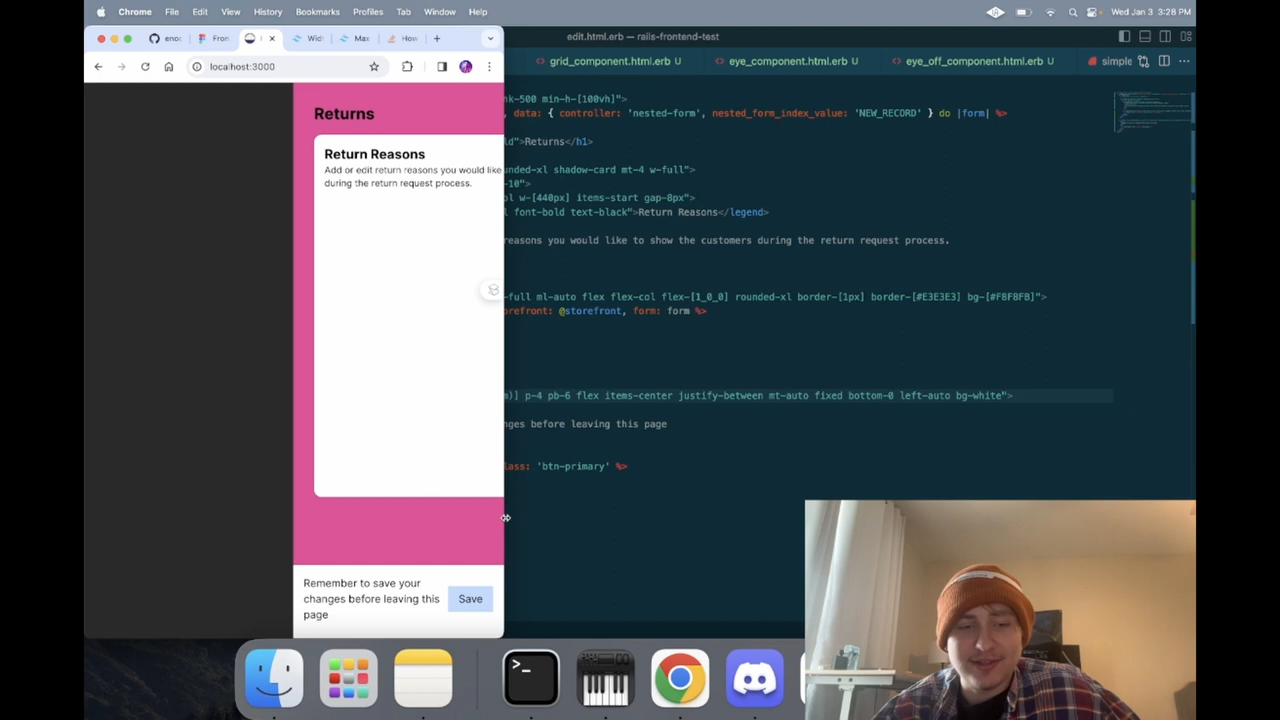 Chrome File Edit View History Bookmarks Profiles Tab Window Help
Wed Jan 3 3:28 PM
edit.html.erb — rails-frontend-test
enoc Fron Wid Max How
grid_component.html.erb U eye_component.html.erb U eye_off_component.html.erb U simple
localhost:3000
nk-500 min-h-[100vh]">
, data: { controller: 'nested-form', nested_form_index_value: 'NEW_RECORD' } do |form| %>
ld">Returns</h1>
unded-xl shadow-card mt-4 w-full">
-10">
ol w-[440px] items-start gap-8px">
l font-bold text-black">Return Reasons</legend>
reasons you would like to show the customers during the return request process.
-full ml-auto flex flex-col flex-[1_0_0] rounded-xl border-[1px] border-[#E3E3E3] bg-[#F8F8FB]">
orefront: @storefront, form: form %>
m)] p-4 pb-6 flex items-center justify-between mt-auto fixed bottom-0 left-auto bg-white">
nges before leaving this page
lass: 'btn-primary' %>
Returns
Return Reasons
Add or edit return reasons you would like
during the return request process.
Remember to save your
changes before leaving this
page
Save